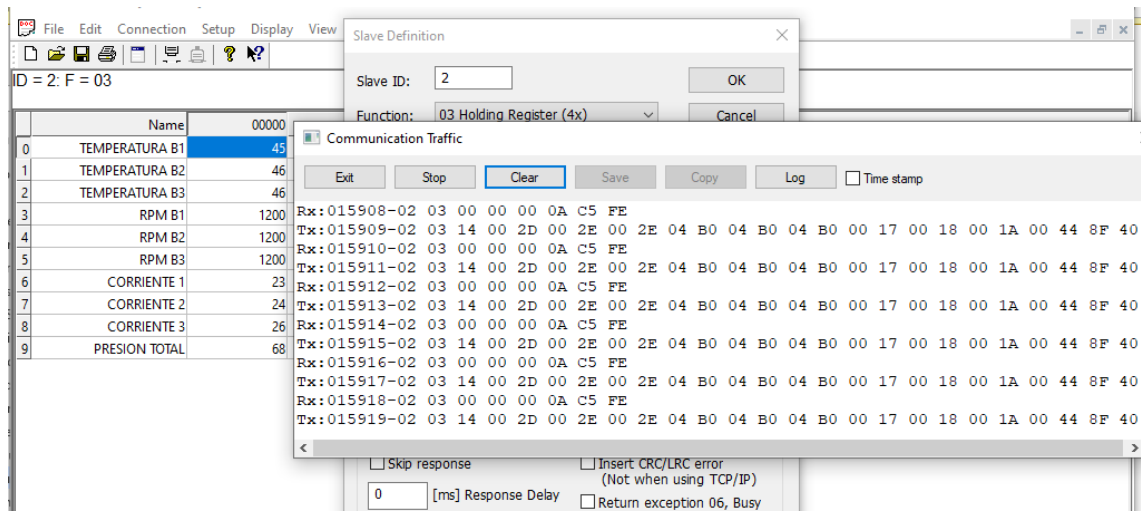 File Edit Connection Setup Display View
Slave Definition
ID = 2: F = 03
Slave ID: 2 OK
Function: 03 Holding Register (4x) Cancel
Name 00000
0 TEMPERATURA B1 45
1 TEMPERATURA B2 46
2 TEMPERATURA B3 46
3 RPM B1 1200
4 RPM B2 1200
5 RPM B3 1200
6 CORRIENTE 1 23
7 CORRIENTE 2 24
8 CORRIENTE 3 26
9 PRESION TOTAL 68
Communication Traffic
Exit Stop Clear Save Copy Log Time stamp
Rx:015908-02 03 00 00 00 0A C5 FE
Tx:015909-02 03 14 00 2D 00 2E 00 2E 04 B0 04 B0 04 B0 00 17 00 18 00 1A 00 44 8F 40
Rx:015910-02 03 00 00 00 0A C5 FE
Tx:015911-02 03 14 00 2D 00 2E 00 2E 04 B0 04 B0 04 B0 00 17 00 18 00 1A 00 44 8F 40
Rx:015912-02 03 00 00 00 0A C5 FE
Tx:015913-02 03 14 00 2D 00 2E 00 2E 04 B0 04 B0 04 B0 00 17 00 18 00 1A 00 44 8F 40
Rx:015914-02 03 00 00 00 0A C5 FE
Tx:015915-02 03 14 00 2D 00 2E 00 2E 04 B0 04 B0 04 B0 00 17 00 18 00 1A 00 44 8F 40
Rx:015916-02 03 00 00 00 0A C5 FE
Tx:015917-02 03 14 00 2D 00 2E 00 2E 04 B0 04 B0 04 B0 00 17 00 18 00 1A 00 44 8F 40
Rx:015918-02 03 00 00 00 0A C5 FE
Tx:015919-02 03 14 00 2D 00 2E 00 2E 04 B0 04 B0 04 B0 00 17 00 18 00 1A 00 44 8F 40
Skip response Insert CRC/LRC error
(Not when using TCP/IP)
0 [ms] Response Delay Return exception 06, Busy